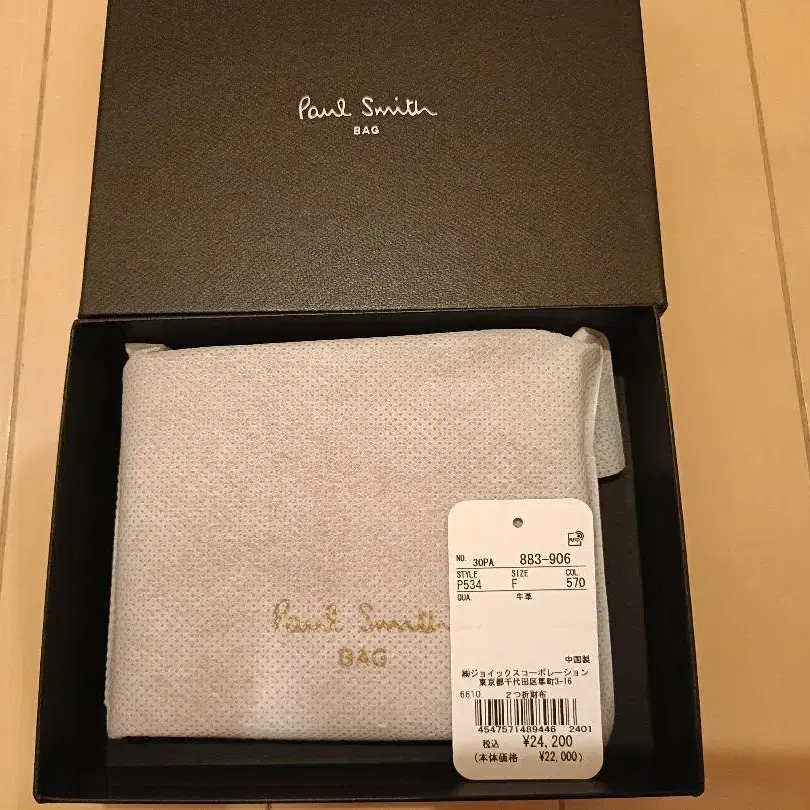 Paul Smith
BAG
Paul Smith
BAG
NO. 30PA 883-906
STYLE SIZE COL.
P534 F 570
QUA. 牛革
中国製
㈱ジョイックスコーポレーション
東京都千代田区隼町3-16
6610 2つ折財布
4547571489446 2401
税込 ¥24,200
(本体価格 ¥22,000)